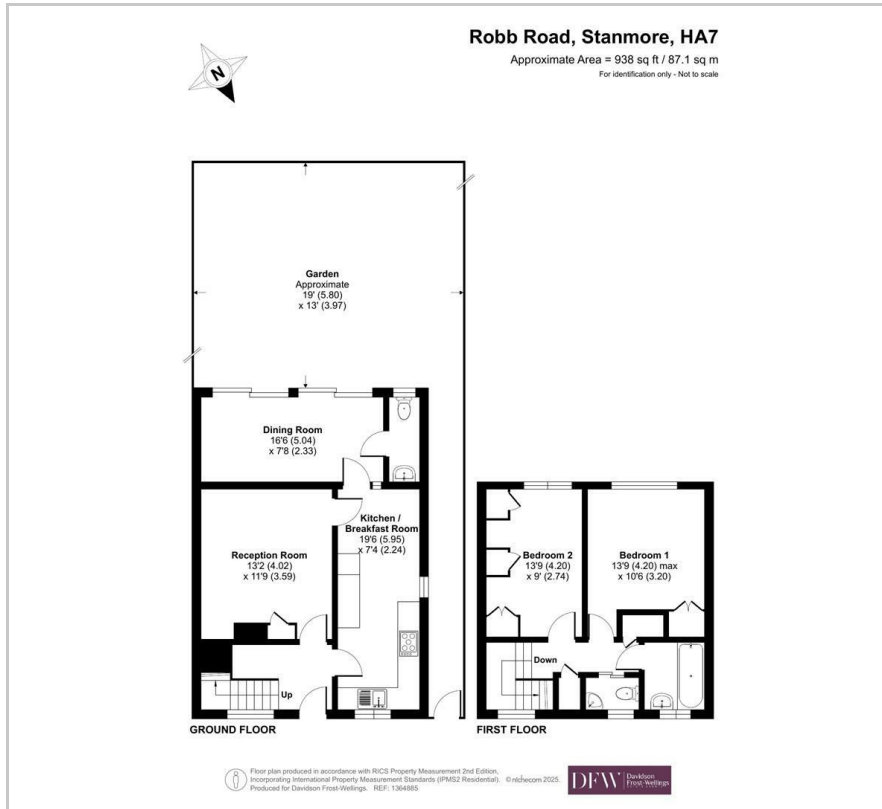 Robb Road, Stanmore, HA7
Approximate Area = 938 sq ft / 87.1 sq m
For identification only - Not to scale
N
Garden
Approximate
19' (5.80)
x 13' (3.97)
Dining Room
16'6 (5.04)
x 7'8 (2.33)
Kitchen /
Breakfast Room
19'6 (5.95)
x 7'4 (2.24)
Reception Room
13'2 (4.02)
x 11'9 (3.59)
Up
GROUND FLOOR
Bedroom 2
13'9 (4.20)
x 9' (2.74)
Bedroom 1
13'9 (4.20) max
x 10'6 (3.20)
Down
FIRST FLOOR
Floor plan produced in accordance with RICS Property Measurement 2nd Edition,
Incorporating International Property Measurement Standards (IPMS2 Residential). © nichecom 2025.
Produced for Davidson Frost-Wellings. REF: 1364885
DFW Davidson
Frost-Wellings